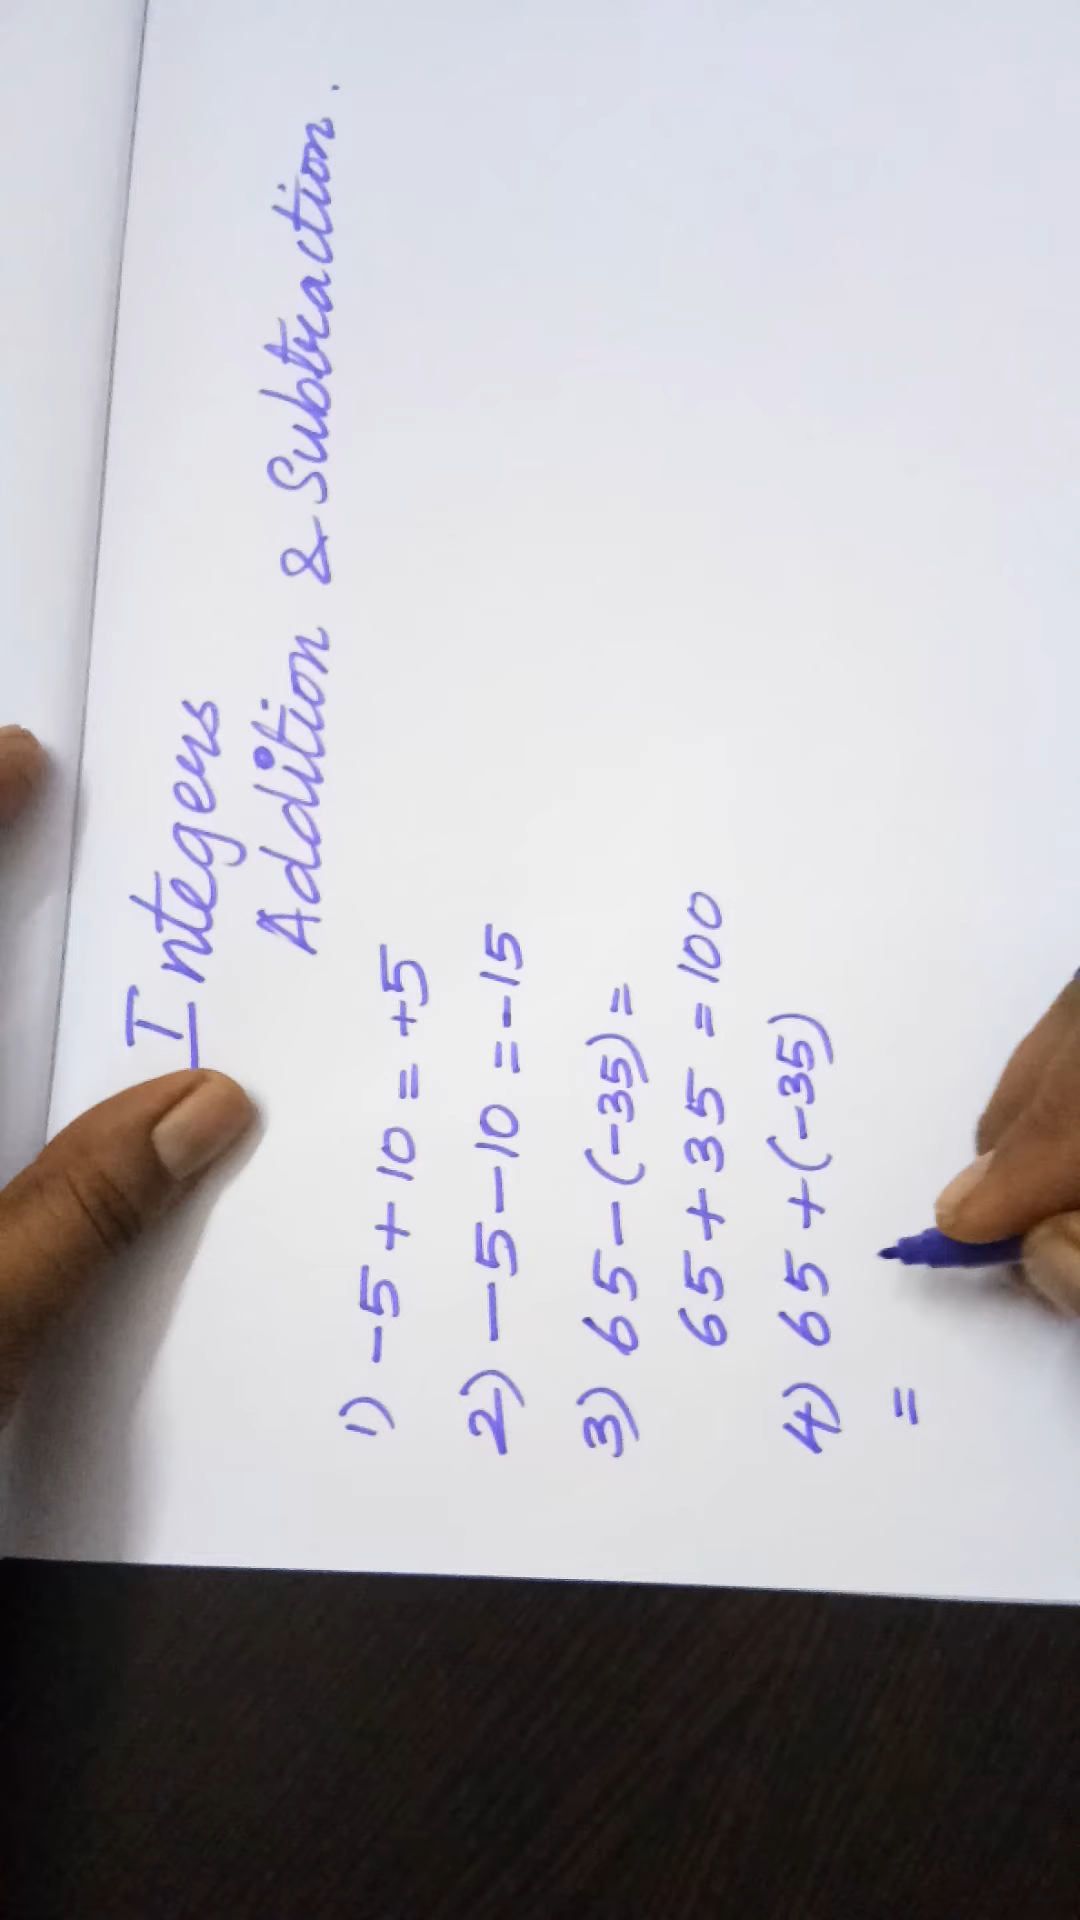 Integers
Addition & Subtraction.
1) -5 + 10 = +5
2) -5-10 = -15
3) 65-(-35) =
65 + 35 = 100
4) 65 +(-35)
=